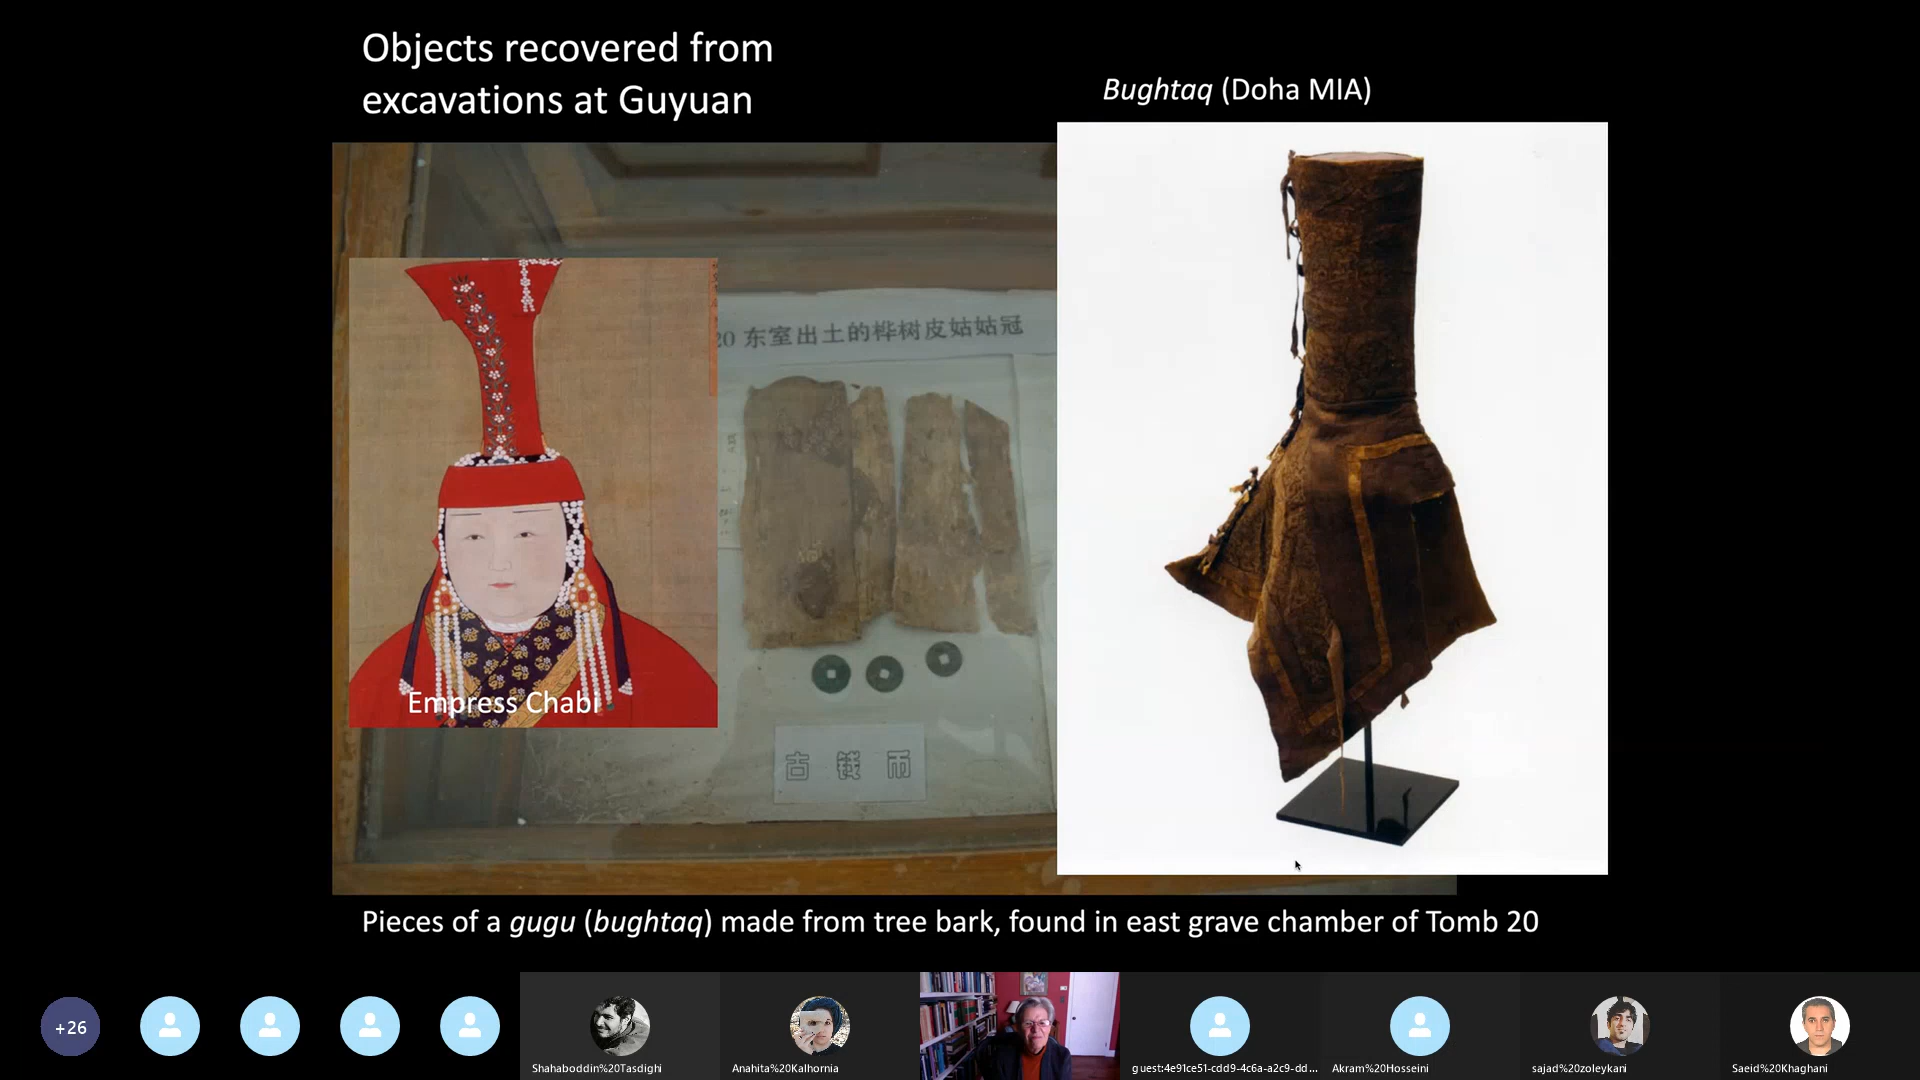 Objects recovered from
excavations at Guyuan
Bughtaq (Doha MIA)
20 东室出土的桦树皮姑姑冠
Empress Chabi
古 钱 币
Pieces of a gugu (bughtaq) made from tree bark, found in east grave chamber of Tomb 20
+26
Shahaboddin%20Tasdighi
Anahita%20Kalhornia
guest:4e91ce51-cdd9-4c6a-a2c9-dd...
Akram%20Hosseini
sajad%20zoleykani
Saeid%20Khaghani